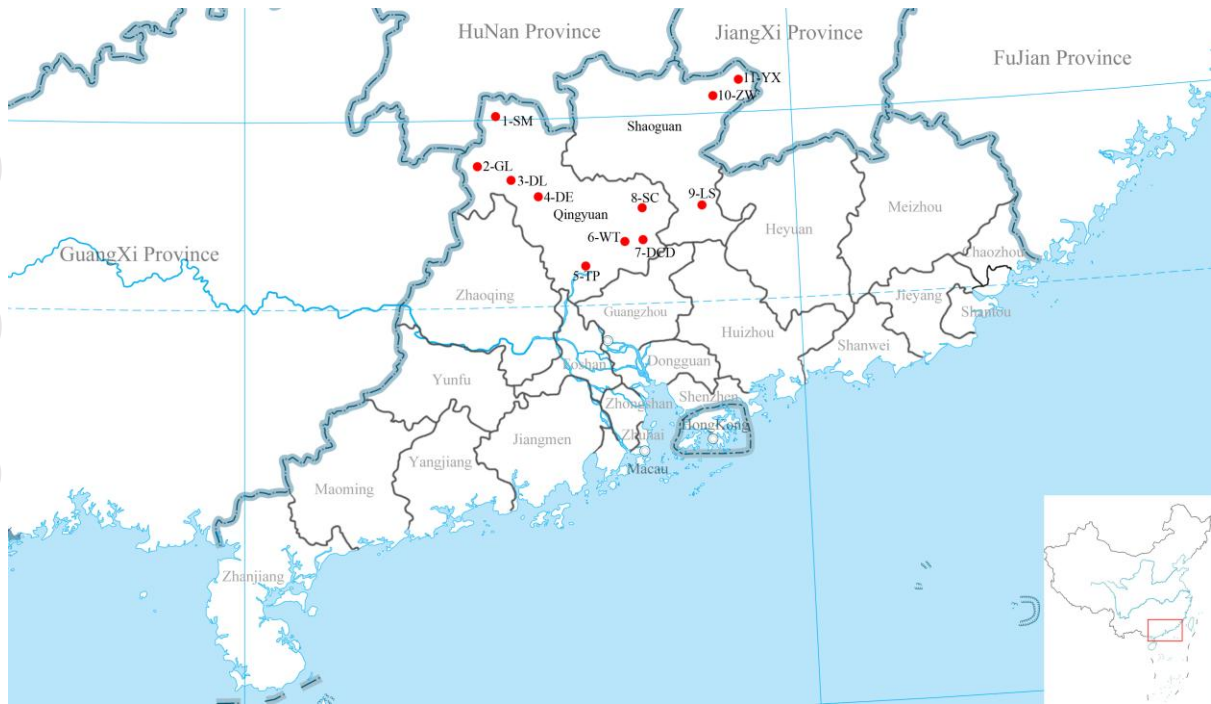 HuNan Province
JiangXi Province
FuJian Province
11-YX
10-ZW
1-SM
Shaoguan
2-GL
3-DL
4-DE
8-SC
9-LS
Qingyuan
Meizhou
Heyuan
6-WT
7-DCD
Chaozhou
GuangXi Province
5-TP
Zhaoqing
Jieyang
Guangzhou
Shantou
Huizhou
Shanwei
Foshan
Dongguan
Yunfu
Shenzhen
Zhongshan
HongKong
Jiangmen
Zhuhai
Yangjiang
Macau
Maoming
Zhanjiang